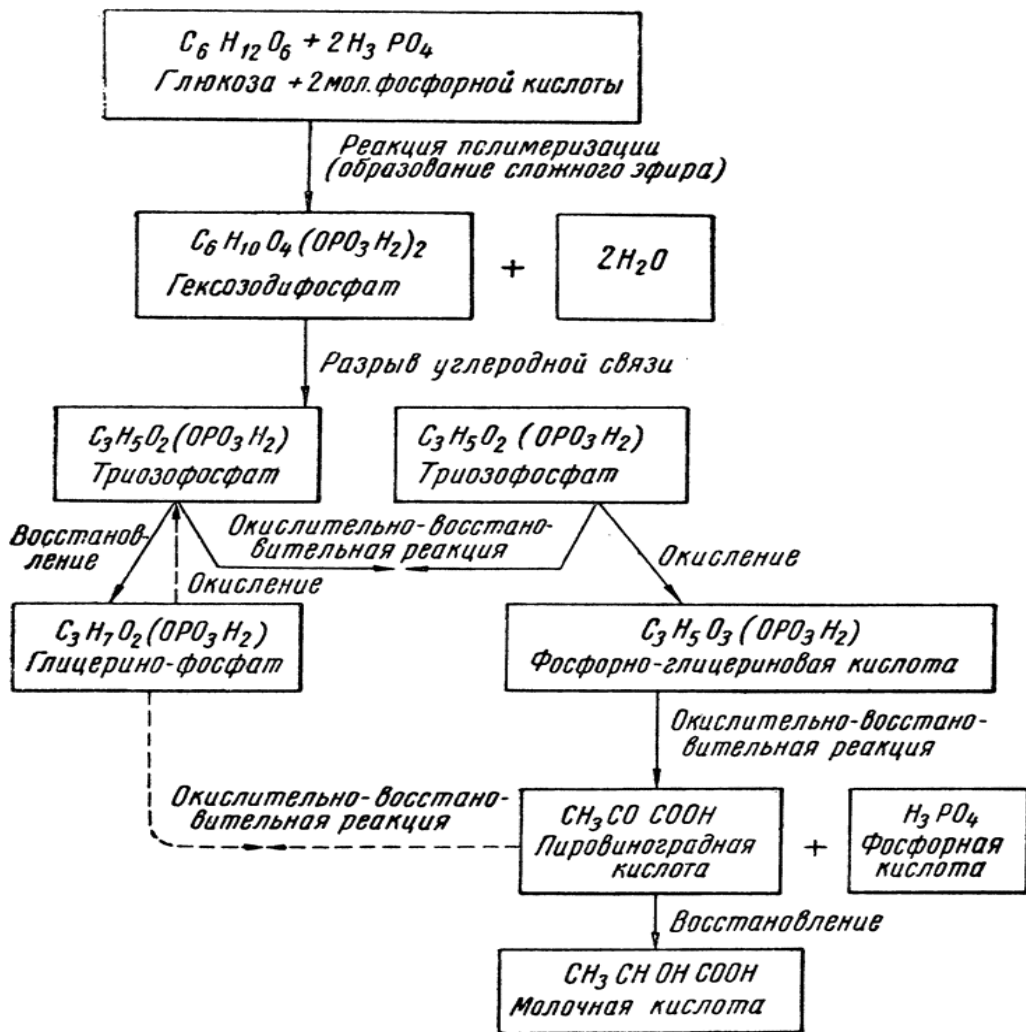 C₆H₁₂O₆ + 2H₃PO₄
Глюкоза + 2мол. фосфорной кислоты
Реакция пслимеризации
(образование сложного эфира)
C₆H₁₀O₄(OPO₃H₂)₂
Гексозодифосфат
+
2H₂O
Разрыв углеродной связи
C₃H₅O₂(OPO₃H₂)
Триозофосфат
C₃H₅O₂(OPO₃H₂)
Триозофосфат
Восстанов-
ление
Окисление
Окислительно-восстано-
вительная реакция
Окисление
C₃H₇O₂(OPO₃H₂)
Глицерино-фосфат
C₃H₅O₃(OPO₃H₂)
Фосфорно-глицериновая кислота
Окислительно-восстано-
вительная реакция
Окислительно-восстано-
вительная реакция
CH₃CO COOH
Пировиноградная
кислота
+
H₃PO₄
Фосфорная
кислота
Восстановление
CH₃CH OH COOH
Молочная кислота